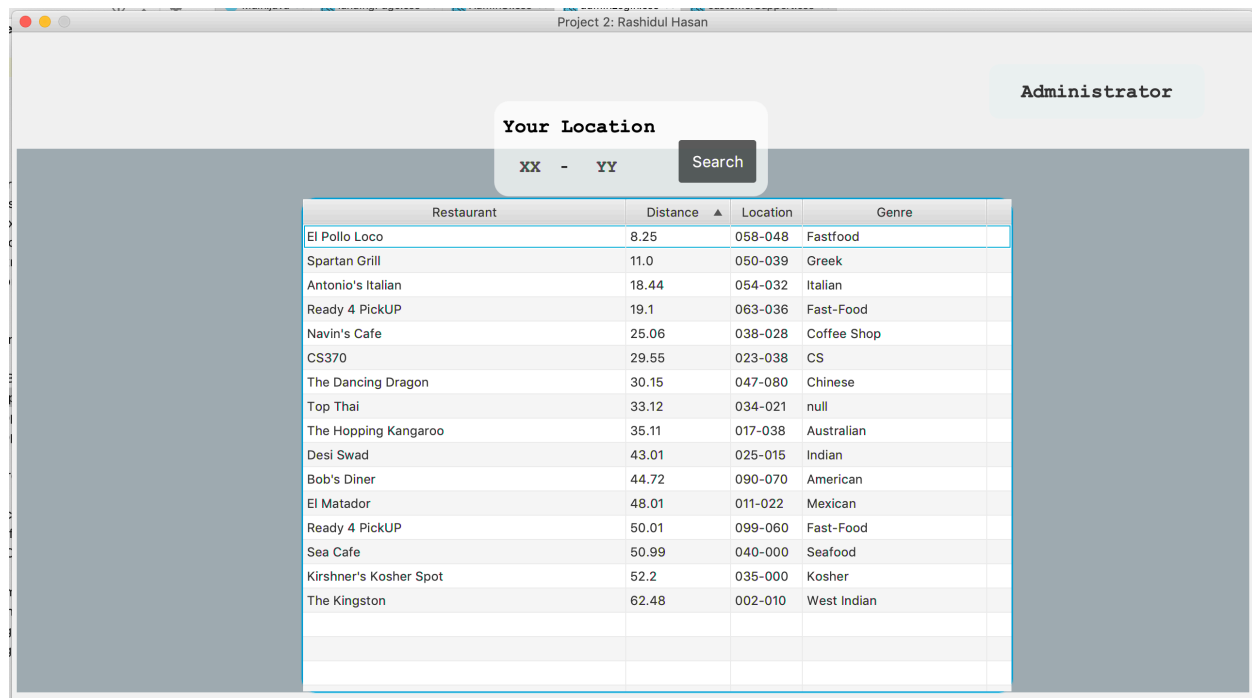 Project 2: Rashidul Hasan
Administrator
Your Location
XX - YY Search
Restaurant Distance ▲ Location Genre
El Pollo Loco 8.25 058-048 Fastfood
Spartan Grill 11.0 050-039 Greek
Antonio's Italian 18.44 054-032 Italian
Ready 4 PickUP 19.1 063-036 Fast-Food
Navin's Cafe 25.06 038-028 Coffee Shop
CS370 29.55 023-038 CS
The Dancing Dragon 30.15 047-080 Chinese
Top Thai 33.12 034-021 null
The Hopping Kangaroo 35.11 017-038 Australian
Desi Swad 43.01 025-015 Indian
Bob's Diner 44.72 090-070 American
El Matador 48.01 011-022 Mexican
Ready 4 PickUP 50.01 099-060 Fast-Food
Sea Cafe 50.99 040-000 Seafood
Kirshner's Kosher Spot 52.2 035-000 Kosher
The Kingston 62.48 002-010 West Indian